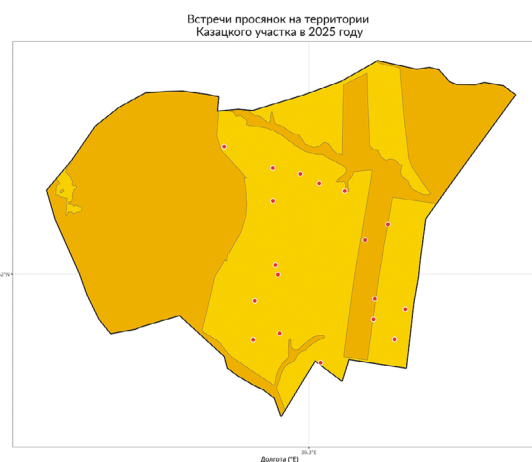 Встречи просянок на территории
Казацкого участка в 2025 году
Долгота (°E)